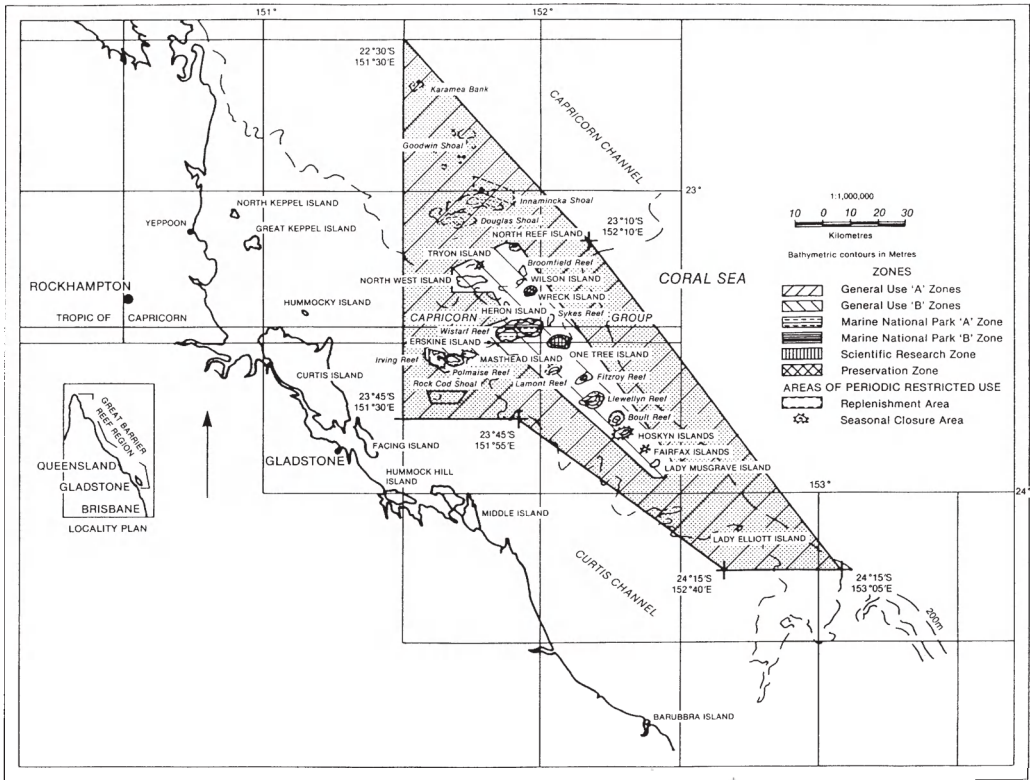 151°
152°
22°30'S
151°30'E
Karamea Bank
CAPRICORN CHANNEL
Goodwin Shoal
23°
Innamincka Shoal
NORTH KEPPEL ISLAND
YEPPOON
GREAT KEPPEL ISLAND
Douglas Shoal
23°10'S
152°10'E
NORTH REEF ISLAND
TRYON ISLAND
Broomfield Reef
NORTH WEST ISLAND
WILSON ISLAND
WRECK ISLAND
CORAL SEA
ROCKHAMPTON
HUMMOCKY ISLAND
HERON ISLAND
Sykes Reef
TROPIC OF CAPRICORN
CAPRICORN GROUP
Wistari Reef
ERSKINE ISLAND
MASTHEAD ISLAND
ONE TREE ISLAND
Irving Reef
Polmaise Reef
CURTIS ISLAND
Rock Cod Shoal
Lamont Reef
Fitzroy Reef
Llewellyn Reef
23°45'S
151°30'E
Boult Reef
23°45'S
151°55'E
HOSKYN ISLANDS
FACING ISLAND
FAIRFAX ISLANDS
GLADSTONE
LADY MUSGRAVE ISLAND
HUMMOCK HILL
ISLAND
153°
24°
MIDDLE ISLAND
LADY ELLIOTT ISLAND
CURTIS CHANNEL
24°15'S
152°40'E
24°15'S
153°05'E
200m
BARUBBRA ISLAND
1:1,000,000
10 0 10 20 30
Kilometres
Bathymetric contours in Metres
ZONES
General Use 'A' Zones
General Use 'B' Zones
Marine National Park 'A' Zone
Marine National Park 'B' Zone
Scientific Research Zone
Preservation Zone
AREAS OF PERIODIC RESTRICTED USE
Replenishment Area
Seasonal Closure Area
GREAT BARRIER
REEF REGION
QUEENSLAND
GLADSTONE
BRISBANE
LOCALITY PLAN